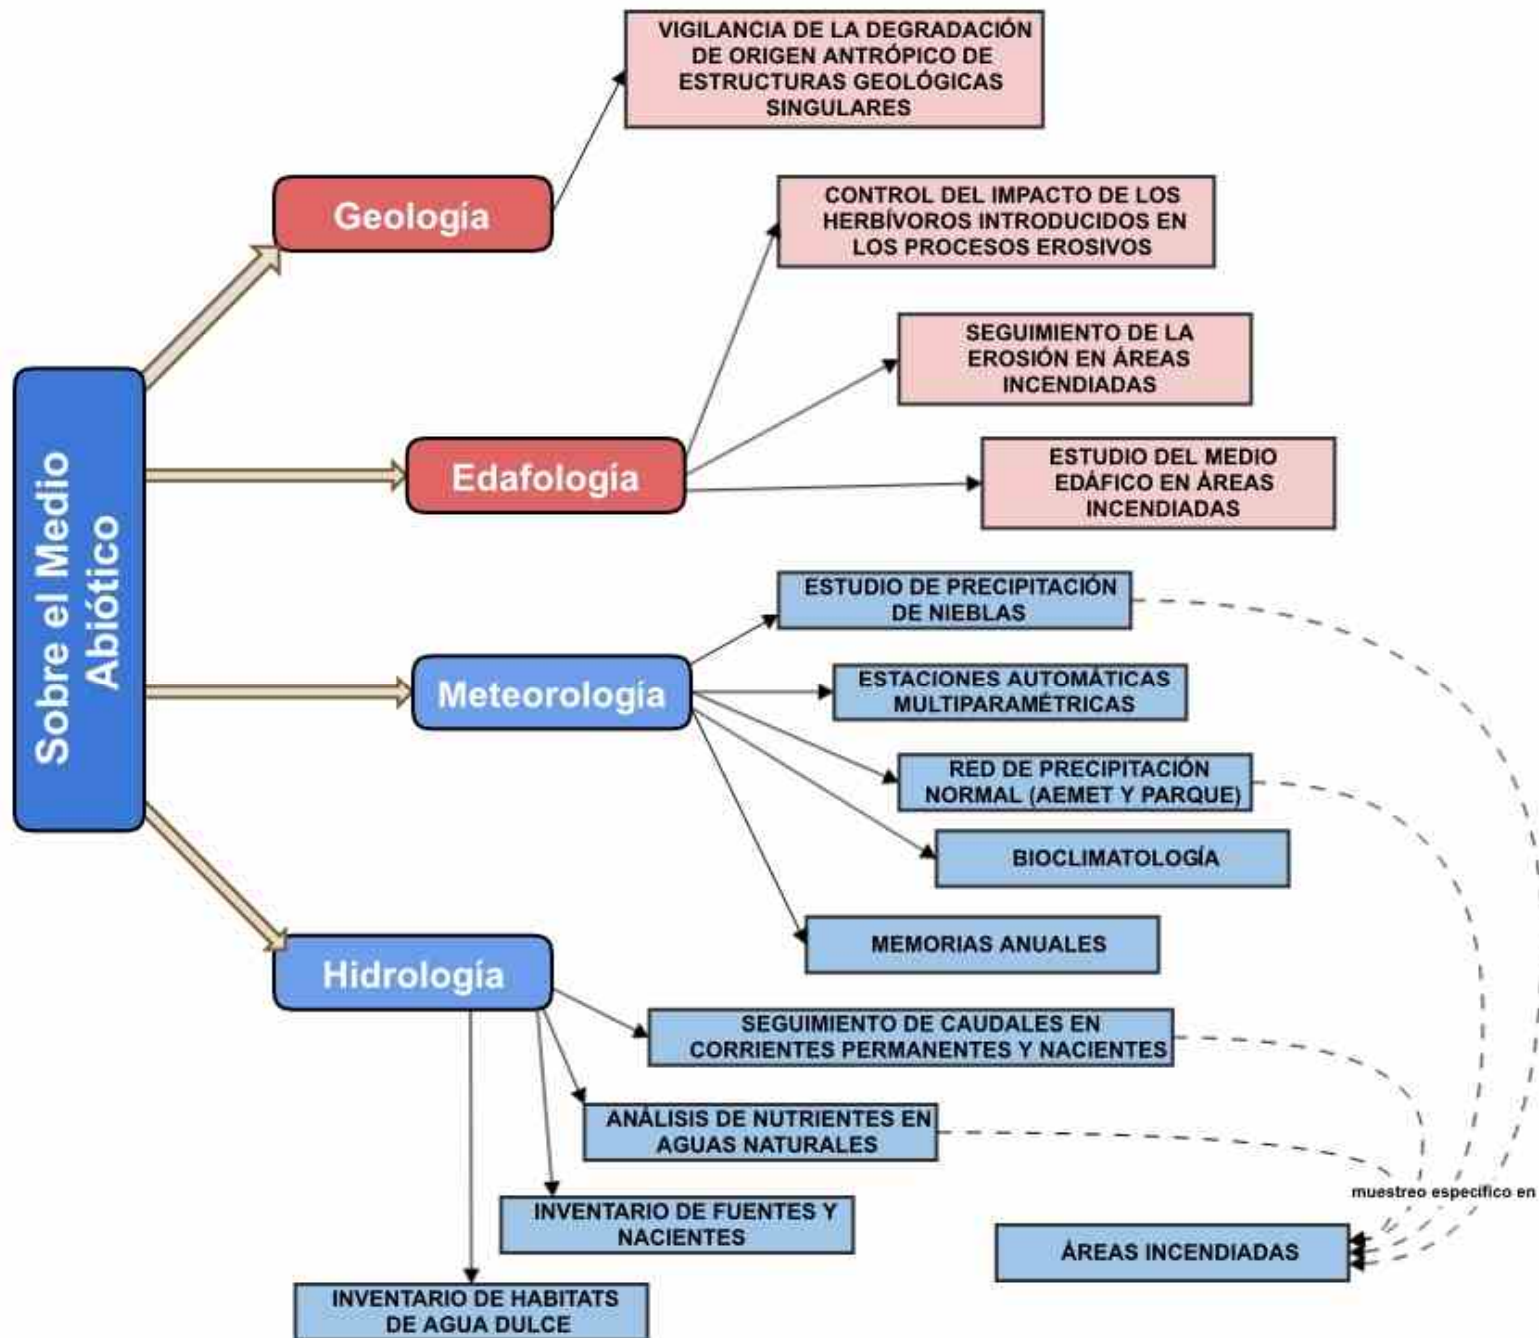 VIGILANCIA DE LA DEGRADACIÓN
DE ORIGEN ANTRÓPICO DE
ESTRUCTURAS GEOLÓGICAS
SINGULARES
Geología
CONTROL DEL IMPACTO DE LOS
HERBÍVOROS INTRODUCIDOS EN
LOS PROCESOS EROSIVOS
SEGUIMIENTO DE LA
EROSIÓN EN ÁREAS
INCENDIADAS
Sobre el Medio
Abiótico
Edafología
ESTUDIO DEL MEDIO
EDÁFICO EN ÁREAS
INCENDIADAS
ESTUDIO DE PRECIPITACIÓN
DE NIEBLAS
Meteorología
ESTACIONES AUTOMÁTICAS
MULTIPARAMÉTRICAS
RED DE PRECIPITACIÓN
NORMAL (AEMET Y PARQUE)
BIOCLIMATOLOGÍA
MEMORIAS ANUALES
Hidrología
SEGUIMIENTO DE CAUDALES EN
CORRIENTES PERMANENTES Y NACIENTES
ANÁLISIS DE NUTRIENTES EN
AGUAS NATURALES
muestreo específico en
INVENTARIO DE FUENTES Y
NACIENTES
ÁREAS INCENDIADAS
INVENTARIO DE HABITATS
DE AGUA DULCE